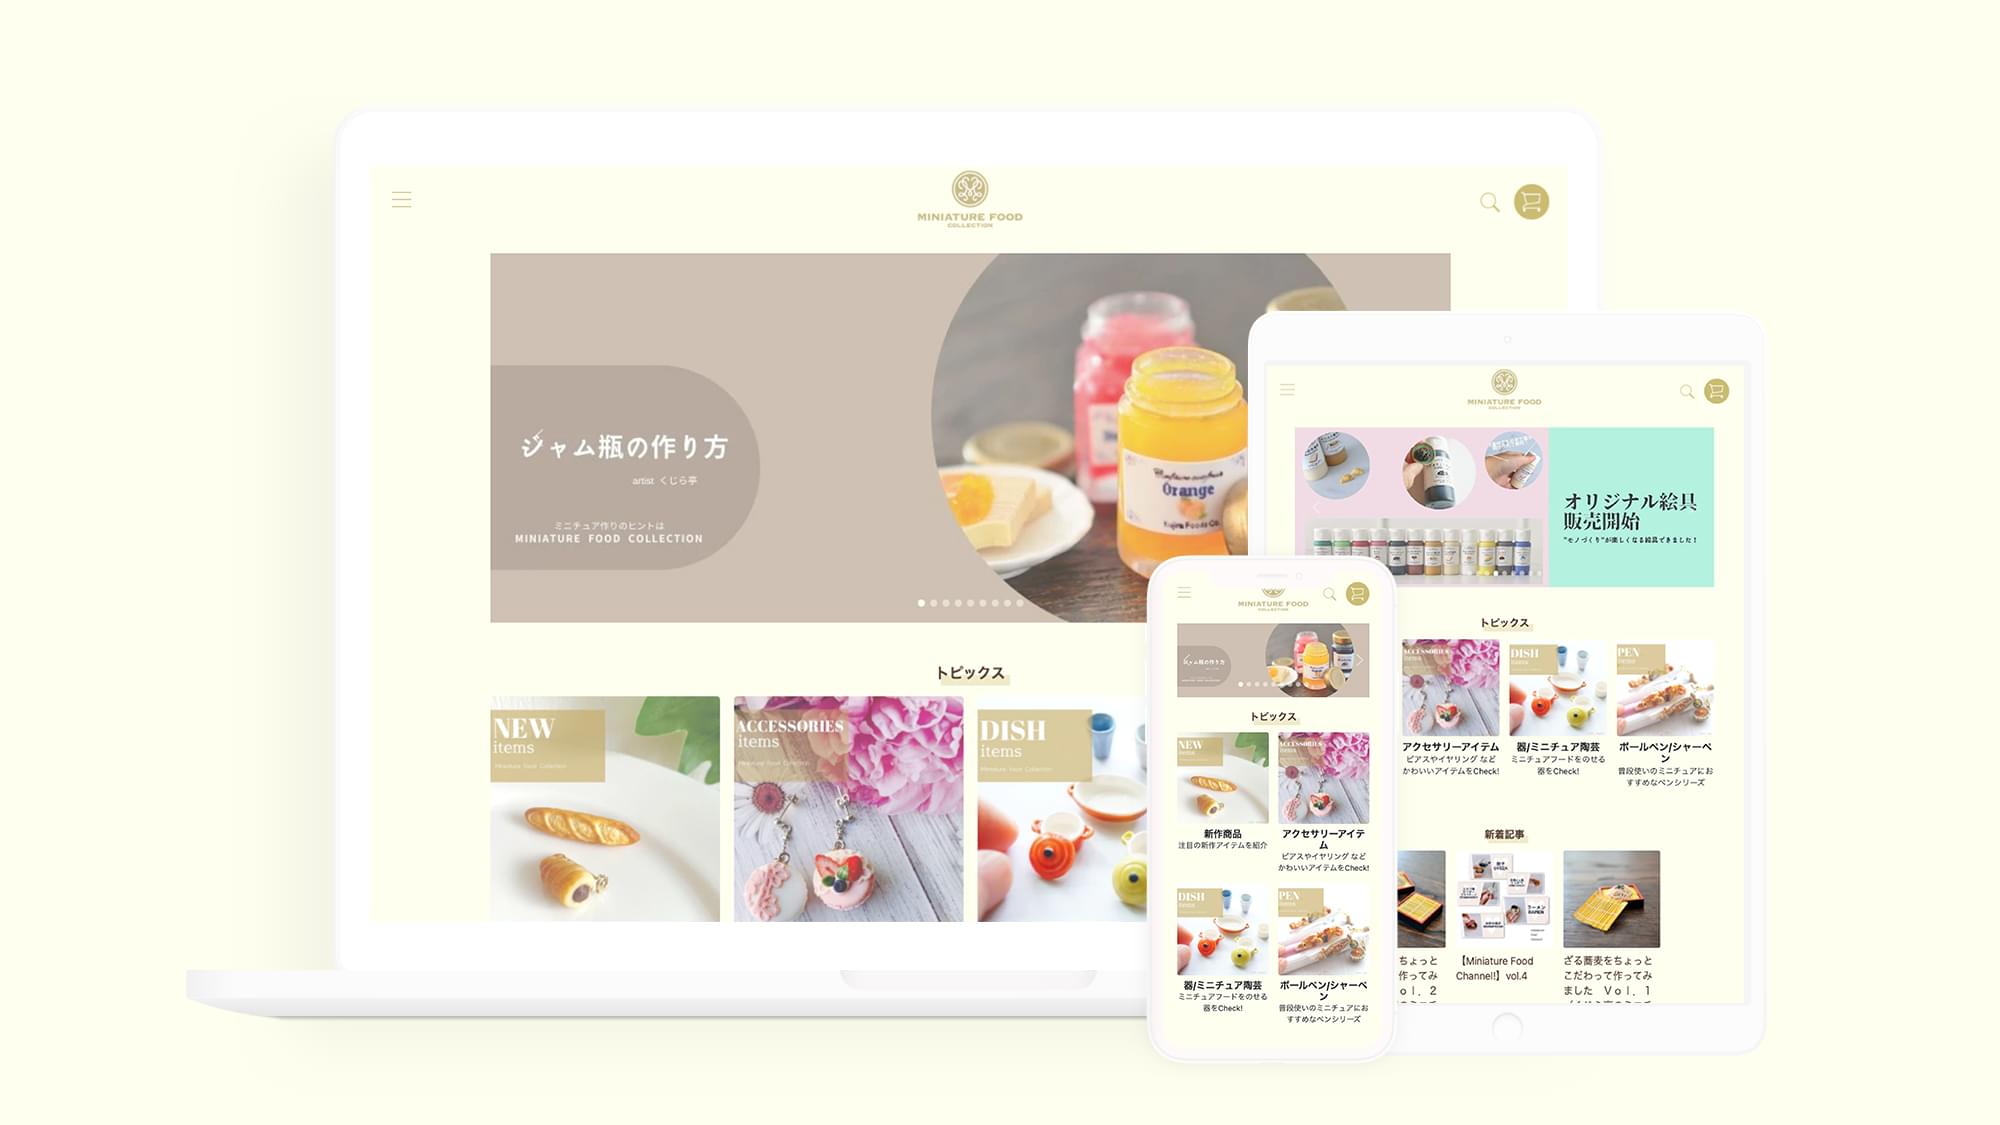 MINIATURE FOOD
COLLECTION
ジャム瓶の作り方
artist くじら亭
ミニチュア作りのヒントは
MINIATURE FOOD COLLECTION
Orange
Kujira Foods Co.
トピックス
NEW
items
Miniature Food Collection
ACCESSORIES
items
Miniature Food Collection
DISH
items
Miniature Food Collection
MINIATURE FOOD
COLLECTION
オリジナル絵具
販売開始
"モノづくり"が楽しくなる絵具できました!
トピックス
ACCESSORIES
items
DISH
items
PEN
items
アクセサリーアイテム
ピアスやイヤリング など
かわいいアイテムをCheck!
器/ミニチュア陶芸
ミニチュアフードをのせる
器をCheck!
ボールペン/シャーペ
ン
普段使いのミニチュアにお
すすめなペンシリーズ
新着記事
ちょっと
作ってみ
ｏｌ．２
【Miniature Food
Channel!】vol.4
ざる蕎麦をちょっと
こだわって作ってみ
ました　Ｖｏｌ．１
MINIATURE FOOD
COLLECTION
ジャム瓶の作り方
トピックス
NEW
items
ACCESSORIES
items
新作商品
注目の新作アイテムを紹介
アクセサリーアイテ
ム
ピアスやイヤリング など
かわいいアイテムをCheck!
DISH
items
PEN
items
器/ミニチュア陶芸
ミニチュアフードをのせる
器をCheck!
ボールペン/シャーペ
ン
普段使いのミニチュアにお
すすめなペンシリーズ